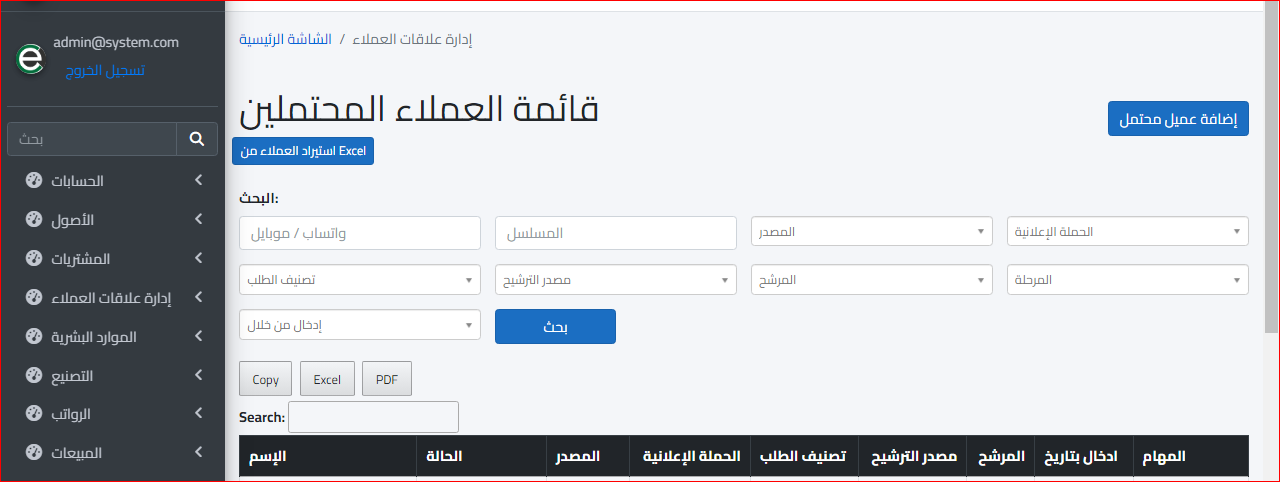 admin@system.com
تسجيل الخروج
بحث
الحسابات
الأصول
المشتريات
إدارة علاقات العملاء
الموارد البشرية
التصنيع
الرواتب
المبيعات
الشاشة الرئيسية / إدارة علاقات العملاء
قائمة العملاء المحتملين
إضافة عميل محتمل
استيراد العملاء من Excel
البحث:
واتساب / موبايل المسلسل المصدر الحملة الإعلانية
تصنيف الطلب مصدر الترشيح المرشح المرحلة
إدخال من خلال بحث
Copy Excel PDF
Search:
الإسم الحالة المصدر الحملة الإعلانية تصنيف الطلب مصدر الترشيح المرشح ادخال بتاريخ المهام